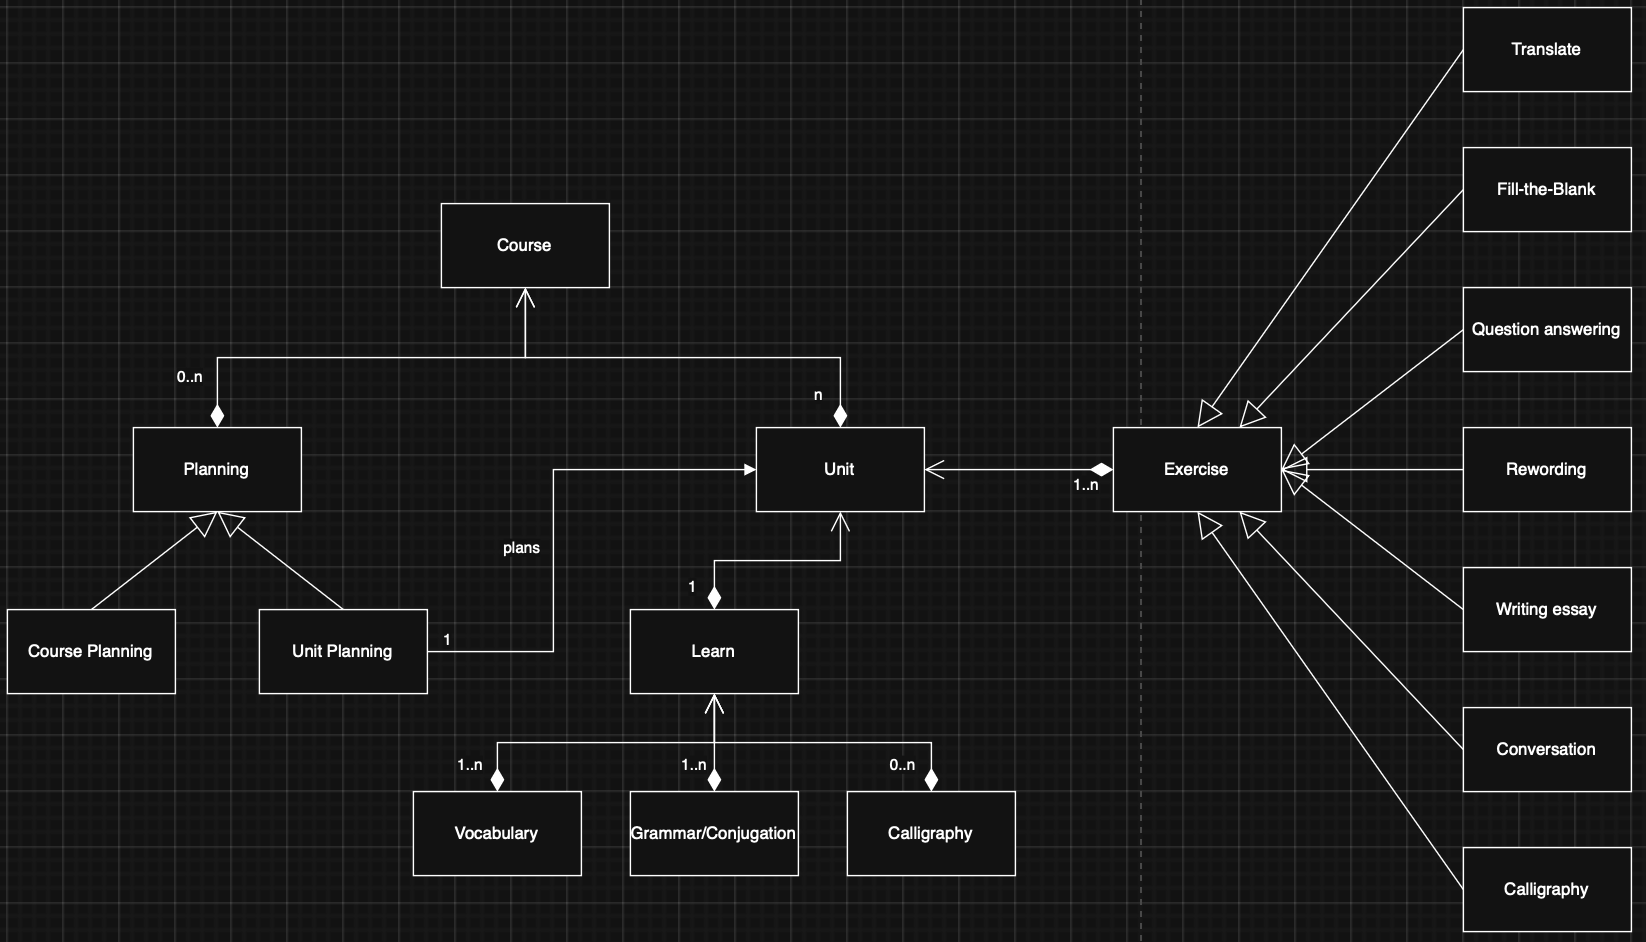 Translate
Fill-the-Blank
Course
Question answering
0..n
n
Planning
Unit
1..n
Exercise
Rewording
plans
1
Writing essay
1
Course Planning
Unit Planning
Learn
Conversation
1..n
1..n
0..n
Vocabulary
Grammar/Conjugation
Calligraphy
Calligraphy